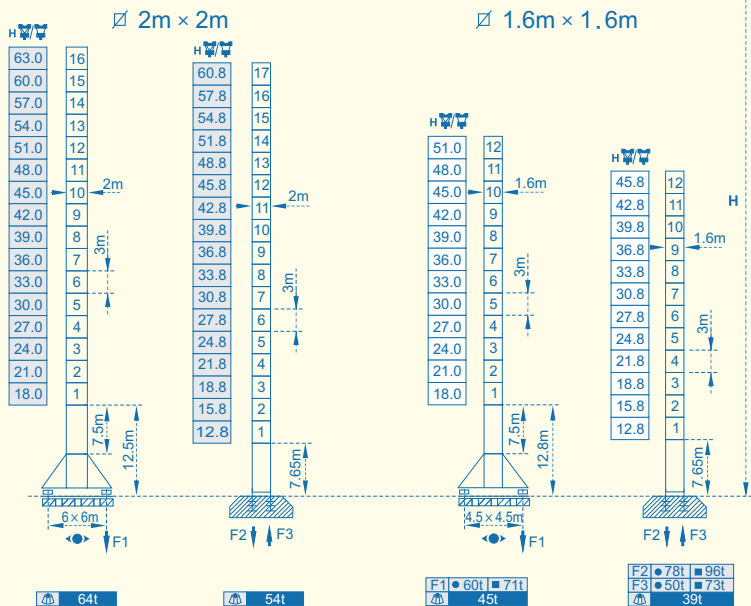 2m × 2m
1.6m × 1.6m
H
63.0 16
60.0 15
57.0 14
54.0 13
51.0 12
48.0 11
45.0 10 2m
42.0 9
39.0 8
36.0 7
33.0 6 3m
30.0 5
27.0 4
24.0 3
21.0 2
18.0 1
7.5m
12.5m
6×6m
F1
64t
H
60.8 17
57.8 16
54.8 15
51.8 14
48.8 13
45.8 12
42.8 11 2m
39.8 10
36.8 9
33.8 8
30.8 7
27.8 6 3m
24.8 5
21.8 4
18.8 3
15.8 2
12.8 1
7.65m
F2 F3
54t
H
51.0 12
48.0 11
45.0 10 1.6m
42.0 9
39.0 8
36.0 7
33.0 6
30.0 5 3m
27.0 4
24.0 3
21.0 2
18.0 1
7.5m
12.8m
4.5×4.5m
F1
F1 ● 60t ■ 71t
45t
H
45.8 12
42.8 11
39.8 10
36.8 9 1.6m
33.8 8
30.8 7
27.8 6
24.8 5
21.8 4 3m
18.8 3
15.8 2
12.8 1
7.65m
F2 F3
F2 ● 78t ■ 96t
F3 ● 50t ■ 73t
39t
H